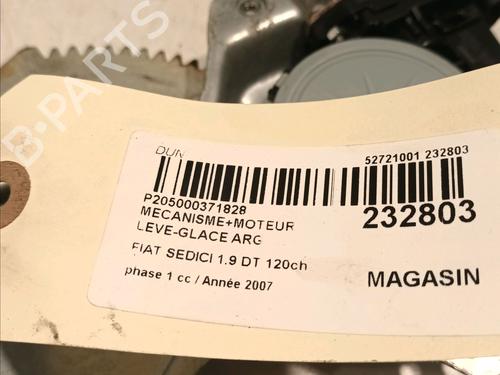 B-PARTS
DUN
52721001 232803
P205000371828
232803
MECANISME+MOTEUR
LEVE-GLACE ARG
FIAT SEDICI 1.9 DT 120ch
MAGASIN
phase 1 cc / Année 2007